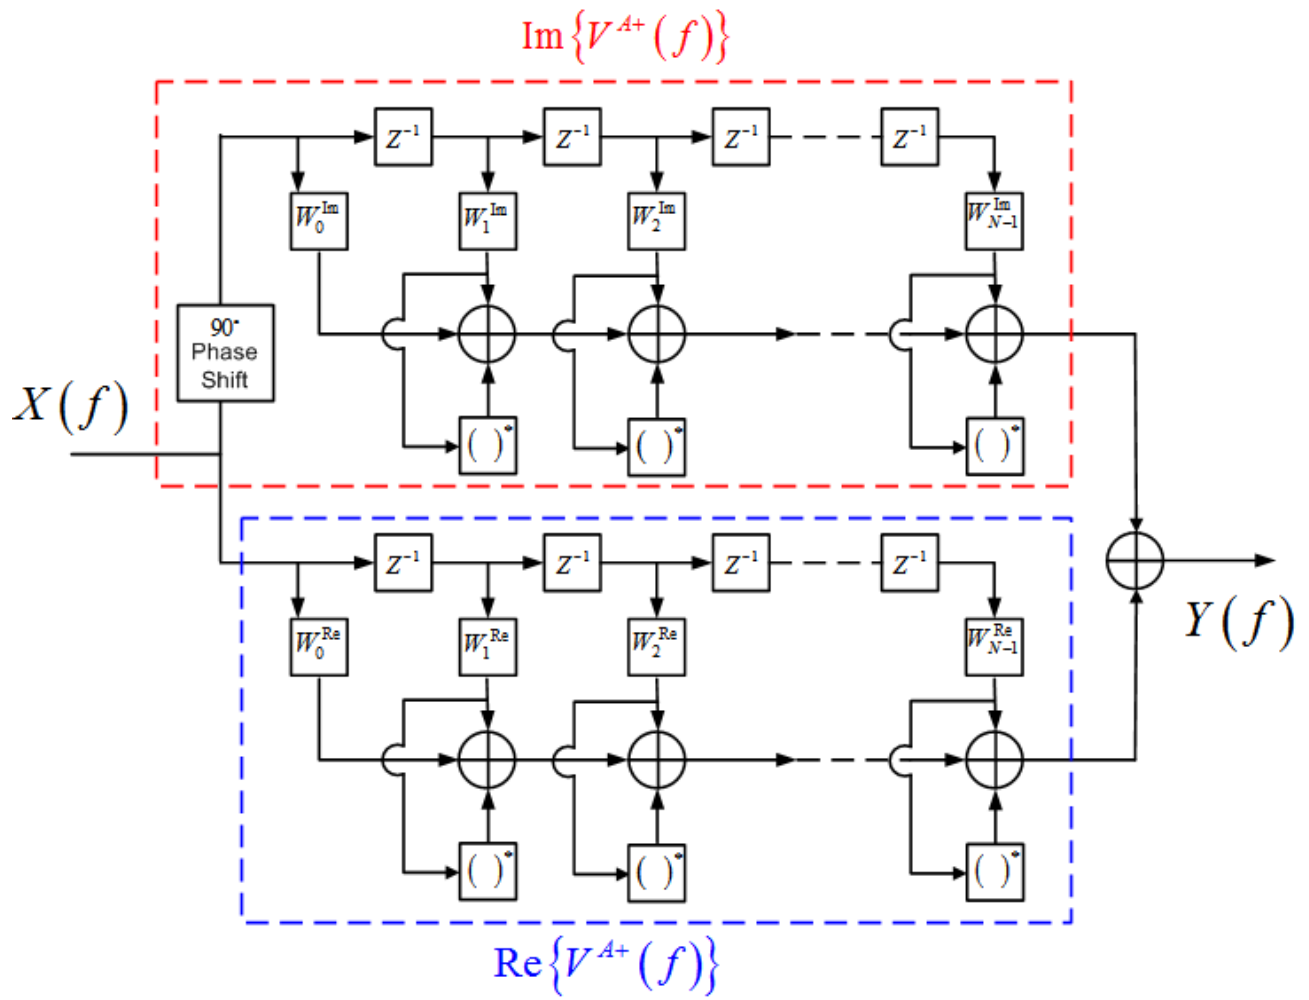 Im{V^{A+}(f)}
Z^{-1} Z^{-1} Z^{-1} Z^{-1}
W_0^{Im} W_1^{Im} W_2^{Im} W_{N-1}^{Im}
90°
Phase
Shift
X(f)
( )^* ( )^* ( )^*
Z^{-1} Z^{-1} Z^{-1} Z^{-1}
Y(f)
W_0^{Re} W_1^{Re} W_2^{Re} W_{N-1}^{Re}
( )^* ( )^* ( )^*
Re{V^{A+}(f)}